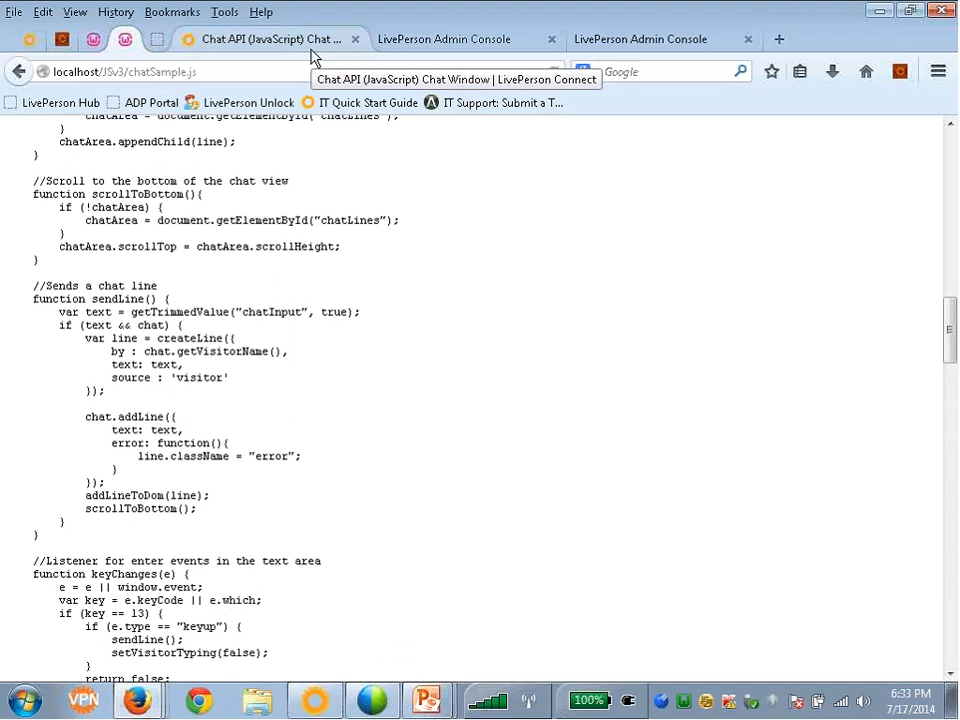 File Edit View History Bookmarks Tools Help
Chat API (JavaScript) Chat ... LivePerson Admin Console LivePerson Admin Console
localhost/JSv3/chatSample.js Google
Chat API (JavaScript) Chat Window | LivePerson Connect
LivePerson Hub ADP Portal LivePerson Unlock IT Quick Start Guide IT Support: Submit a T...
chatArea = document.getElementById("chatLines");
}
chatArea.appendChild(line);
}
//Scroll to the bottom of the chat view
function scrollToBottom(){
if (!chatArea) {
chatArea = document.getElementById("chatLines");
}
chatArea.scrollTop = chatArea.scrollHeight;
}
//Sends a chat line
function sendLine() {
var text = getTrimmedValue("chatInput", true);
if (text && chat) {
var line = createLine({
by : chat.getVisitorName(),
text: text,
source : 'visitor'
});
chat.addLine({
text: text,
error: function(){
line.className = "error";
}
});
addLineToDom(line);
scrollToBottom();
}
}
//Listener for enter events in the text area
function keyChanges(e) {
e = e || window.event;
var key = e.keyCode || e.which;
if (key == 13) {
if (e.type == "keyup") {
sendLine();
setVisitorTyping(false);
}
return false;
VPN 100% 6:33 PM
7/17/2014